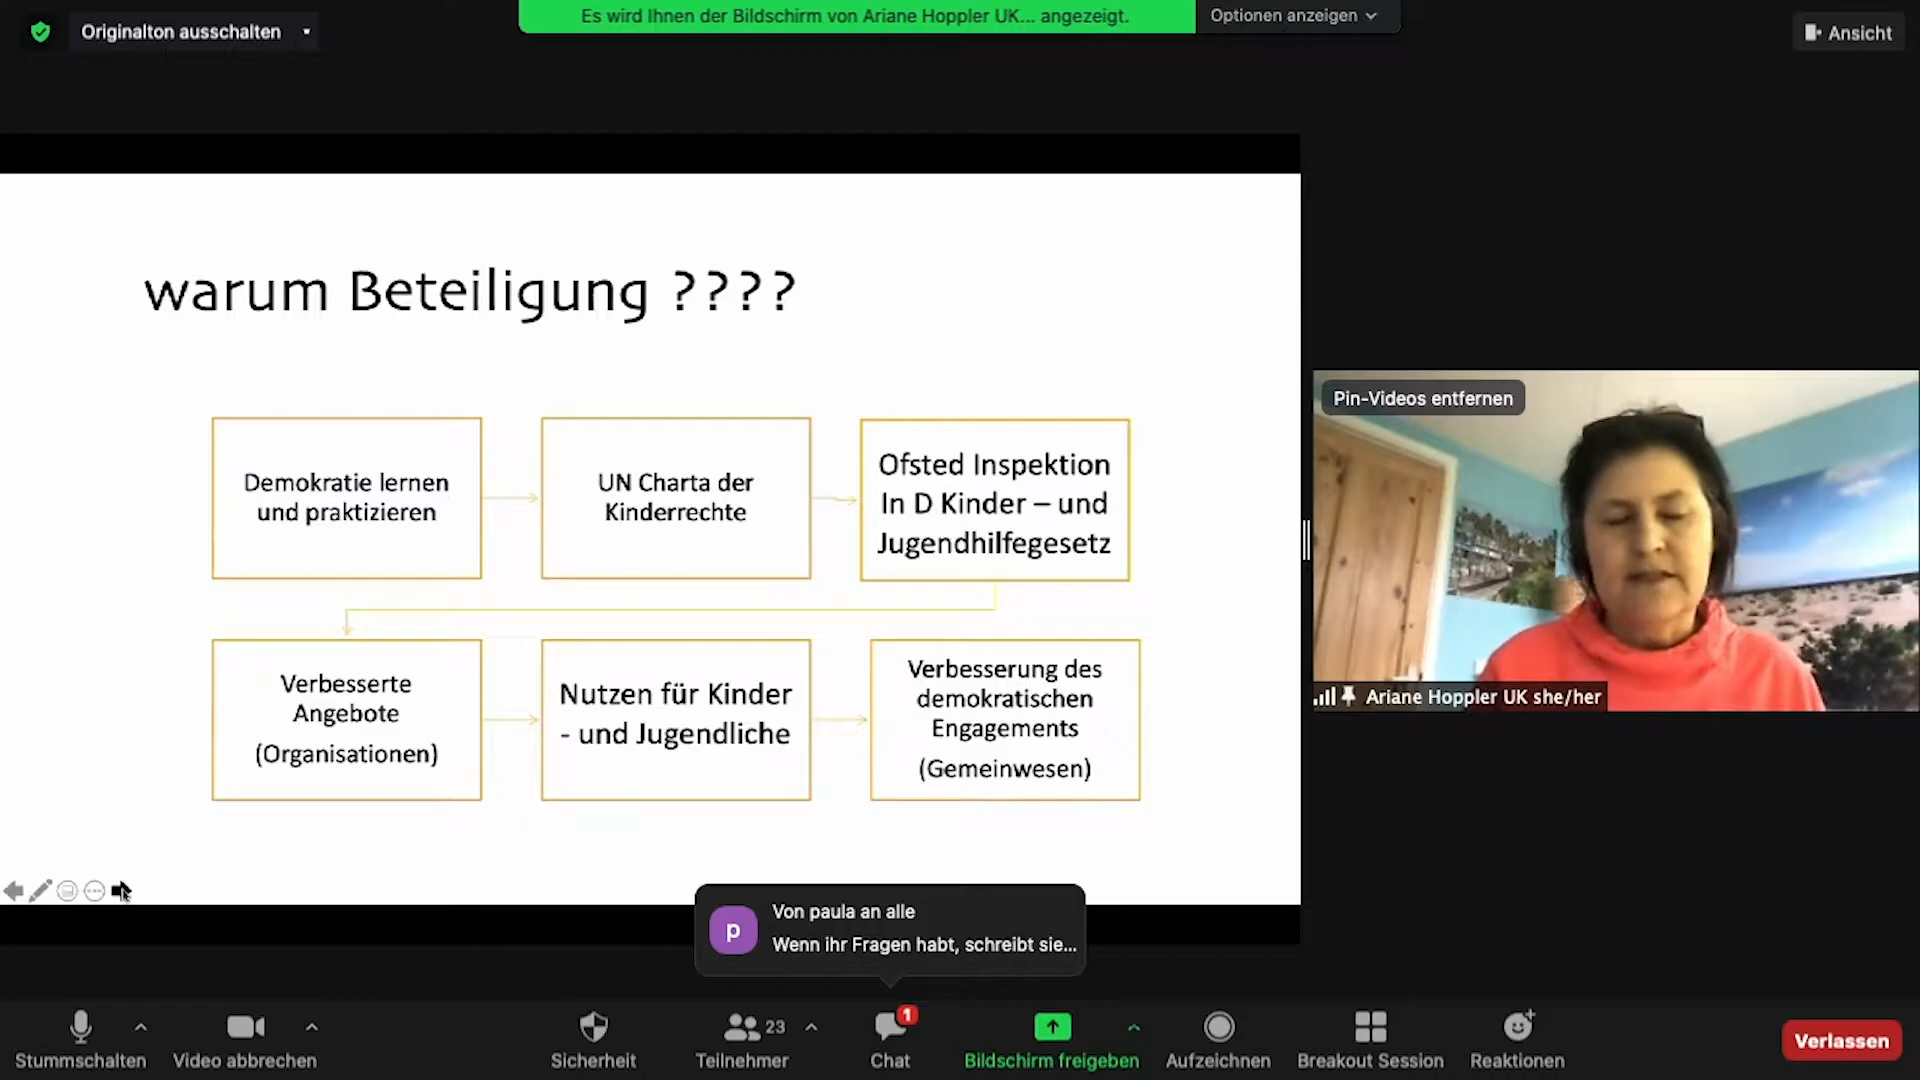 Originalton ausschalten
Es wird Ihnen der Bildschirm von Ariane Hoppler UK... angezeigt.
Optionen anzeigen
Ansicht
warum Beteiligung ????
Demokratie lernen
und praktizieren
UN Charta der
Kinderrechte
Ofsted Inspektion
In D Kinder – und
Jugendhilfegesetz
Verbesserte
Angebote
(Organisationen)
Nutzen für Kinder
- und Jugendliche
Verbesserung des
demokratischen
Engagements
(Gemeinwesen)
Pin-Videos entfernen
Ariane Hoppler UK she/her
p
Von paula an alle
Wenn ihr Fragen habt, schreibt sie...
Stummschalten
Video abbrechen
Sicherheit
23
Teilnehmer
1
Chat
Bildschirm freigeben
Aufzeichnen
Breakout Session
Reaktionen
Verlassen